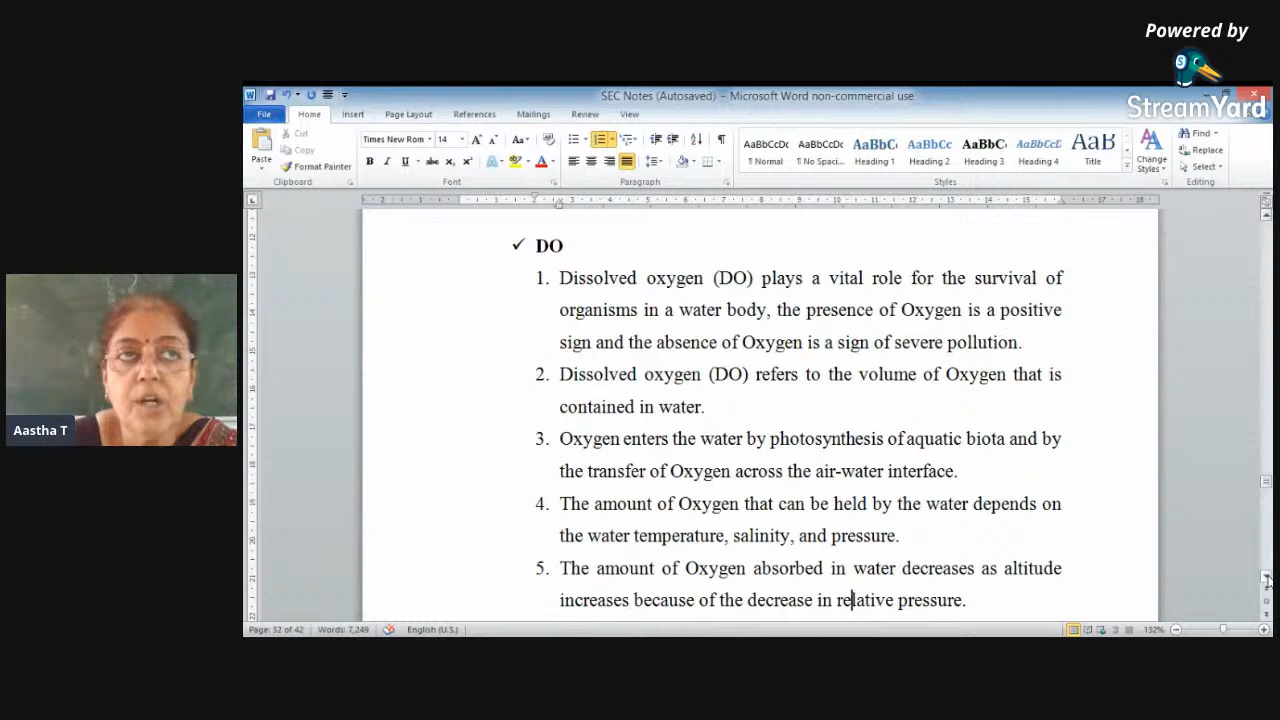 Powered by
StreamYard
SEC Notes (Autosaved) – Microsoft Word non-commercial use
File Home Insert Page Layout References Mailings Review View
Paste
Cut
Copy
Format Painter
Clipboard
Times New Rom 14
Font
Paragraph
AaBbCcDc AaBbCcDc AaBbC AaBbCc AaBbC AaBbCc AaB
¶ Normal ¶ No Spaci... Heading 1 Heading 2 Heading 3 Heading 4 Title
Change Styles
Styles
Find
Replace
Select
Editing
✓ DO
1. Dissolved oxygen (DO) plays a vital role for the survival of
organisms in a water body, the presence of Oxygen is a positive
sign and the absence of Oxygen is a sign of severe pollution.
2. Dissolved oxygen (DO) refers to the volume of Oxygen that is
contained in water.
3. Oxygen enters the water by photosynthesis of aquatic biota and by
the transfer of Oxygen across the air-water interface.
4. The amount of Oxygen that can be held by the water depends on
the water temperature, salinity, and pressure.
5. The amount of Oxygen absorbed in water decreases as altitude
increases because of the decrease in relative pressure.
Aastha T
Page: 32 of 42 Words: 7,249 English (U.S.) 132%